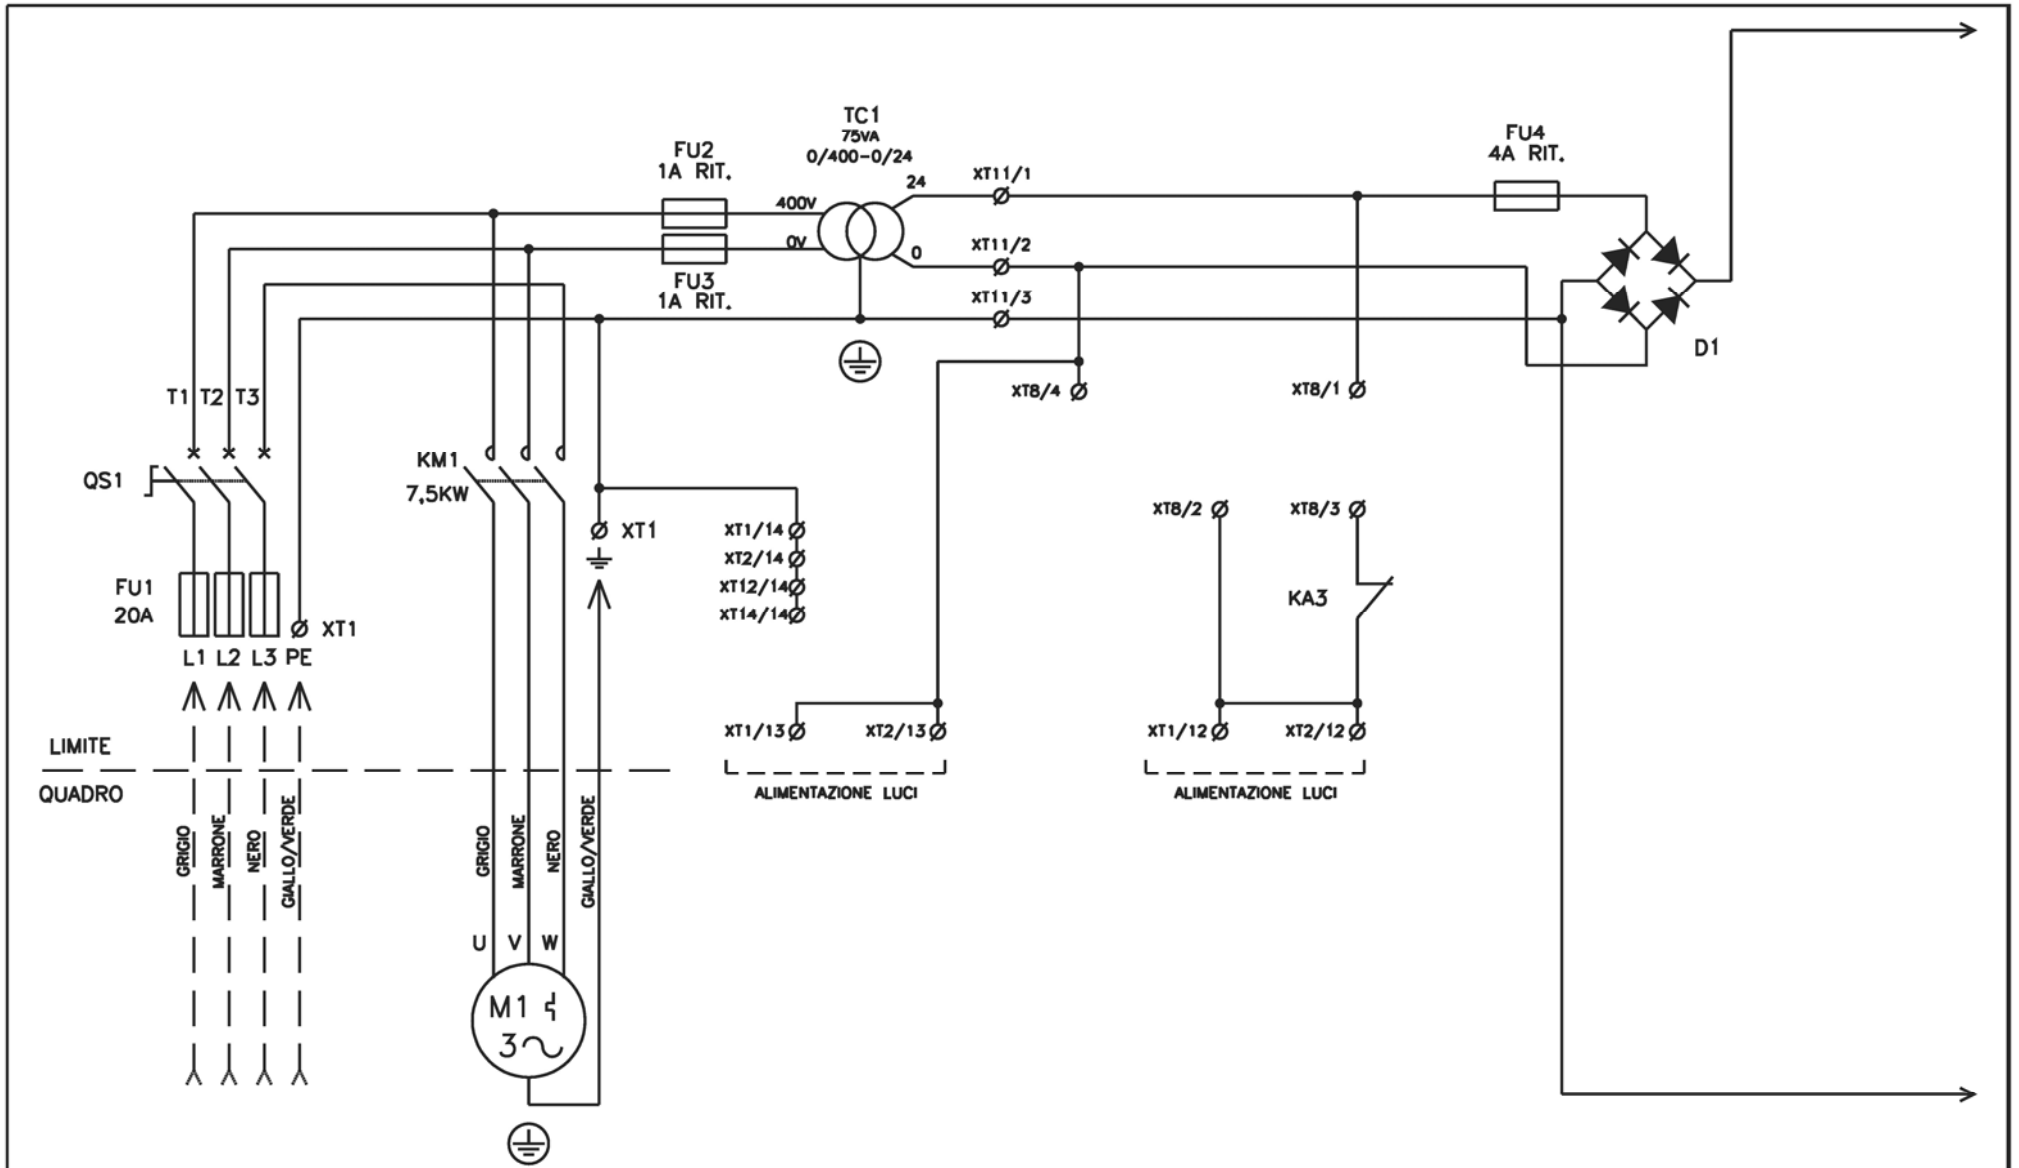 TC1
75VA
0/400-0/24
FU2
1A RIT.
FU4
4A RIT.
24
XT11/1
400V
0V
0
XT11/2
FU3
1A RIT.
XT11/3
D1
T1 T2 T3
XT8/4
XT8/1
QS1
KM1
7,5KW
XT1
XT1/14
XT2/14
XT12/14
XT14/14
XT8/2
XT8/3
FU1
20A
KA3
XT1
L1 L2 L3 PE
XT1/13
XT2/13
XT1/12
XT2/12
LIMITE
QUADRO
ALIMENTAZIONE LUCI
ALIMENTAZIONE LUCI
GRIGIO
MARRONE
NERO
GIALLO/VERDE
GRIGIO
MARRONE
NERO
GIALLO/VERDE
U V W
M1
3